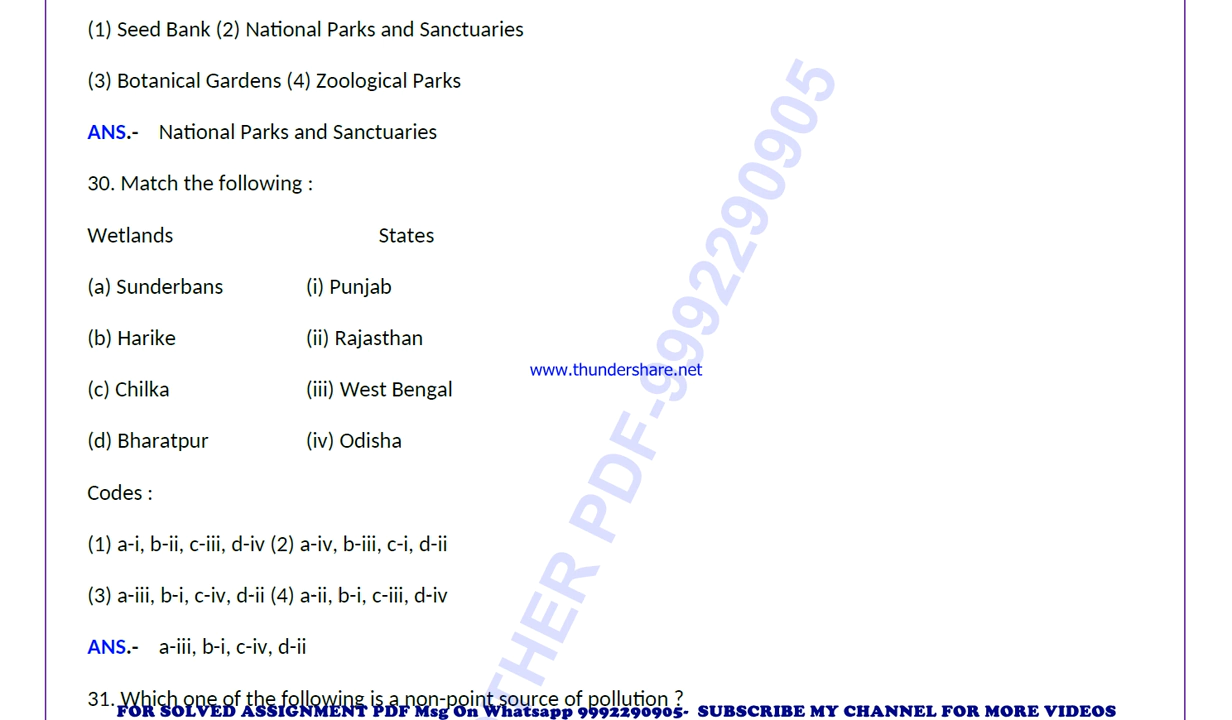 (1) Seed Bank (2) National Parks and Sanctuaries
(3) Botanical Gardens (4) Zoological Parks
ANS.- National Parks and Sanctuaries
30. Match the following :
Wetlands States
(a) Sunderbans (i) Punjab
(b) Harike (ii) Rajasthan
www.thundershare.net
(c) Chilka (iii) West Bengal
(d) Bharatpur (iv) Odisha
Codes :
(1) a-i, b-ii, c-iii, d-iv (2) a-iv, b-iii, c-i, d-ii
(3) a-iii, b-i, c-iv, d-ii (4) a-ii, b-i, c-iii, d-iv
ANS.- a-iii, b-i, c-iv, d-ii
31. Which one of the following is a non-point source of pollution ?
FOR SOLVED ASSIGNMENT PDF Msg On Whatsapp 9992290905- SUBSCRIBE MY CHANNEL FOR MORE VIDEOS
THER PDF-9992290905